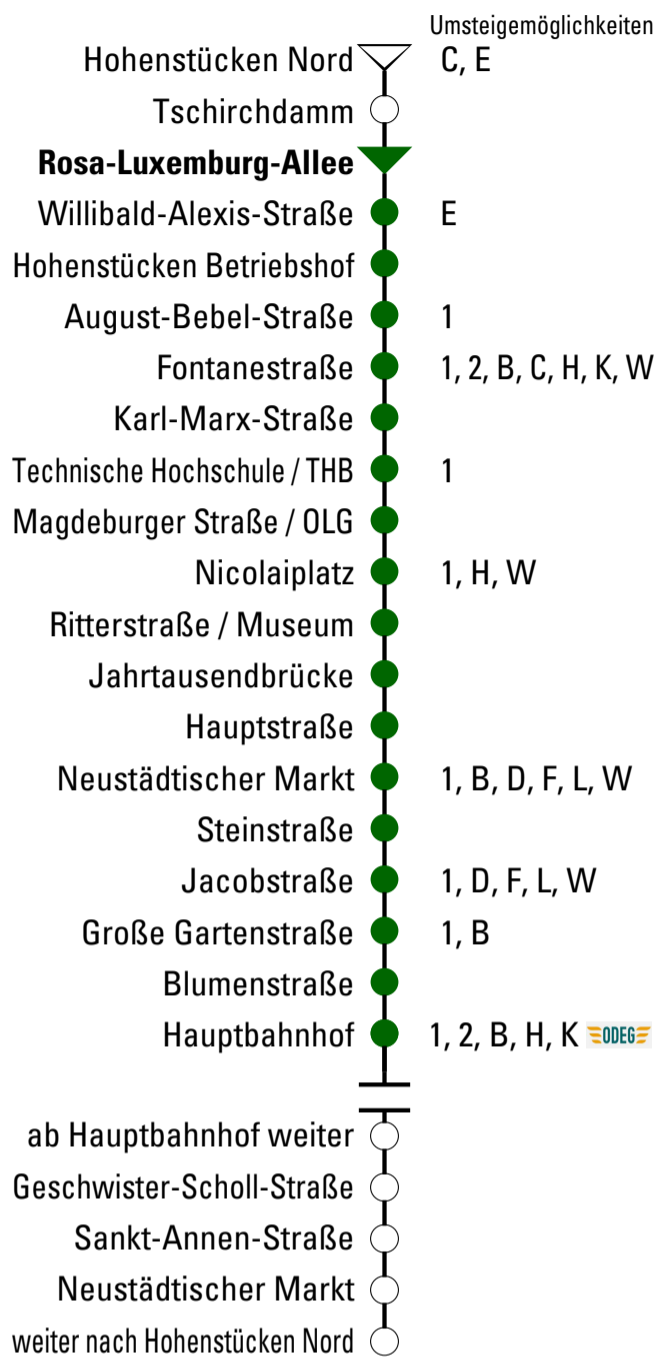 Umsteigemöglichkeiten
Hohenstücken Nord C, E
Tschirchdamm
Rosa-Luxemburg-Allee
Willibald-Alexis-Straße E
Hohenstücken Betriebshof
August-Bebel-Straße 1
Fontanestraße 1, 2, B, C, H, K, W
Karl-Marx-Straße
Technische Hochschule / THB 1
Magdeburger Straße / OLG
Nicolaiplatz 1, H, W
Ritterstraße / Museum
Jahrtausendbrücke
Hauptstraße
Neustädtischer Markt 1, B, D, F, L, W
Steinstraße
Jacobstraße 1, D, F, L, W
Große Gartenstraße 1, B
Blumenstraße
Hauptbahnhof 1, 2, B, H, K ODEG
ab Hauptbahnhof weiter
Geschwister-Scholl-Straße
Sankt-Annen-Straße
Neustädtischer Markt
weiter nach Hohenstücken Nord